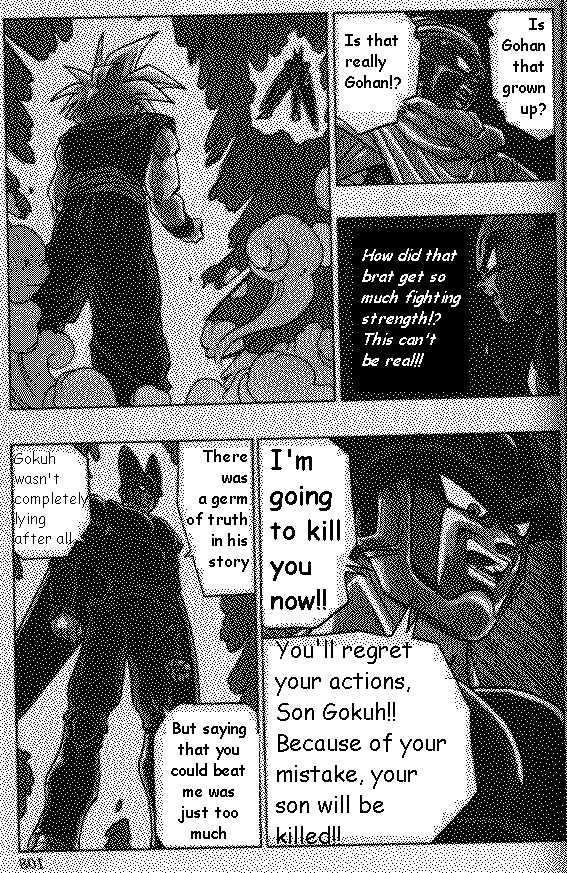 Is that
really
Gohan!?
Is
Gohan
that
grown
up?
How did that
brat get so
much fighting
strength!?
This can't
be real!!
Gokuh
wasn't
completely
lying
after all
There
was
a germ
of truth
in his
story
But saying
that you
could beat
me was
just too
much
I'm
going
to kill
you
now!!
You'll regret
your actions,
Son Gokuh!!
Because of your
mistake, your
son will be
killed!!
108